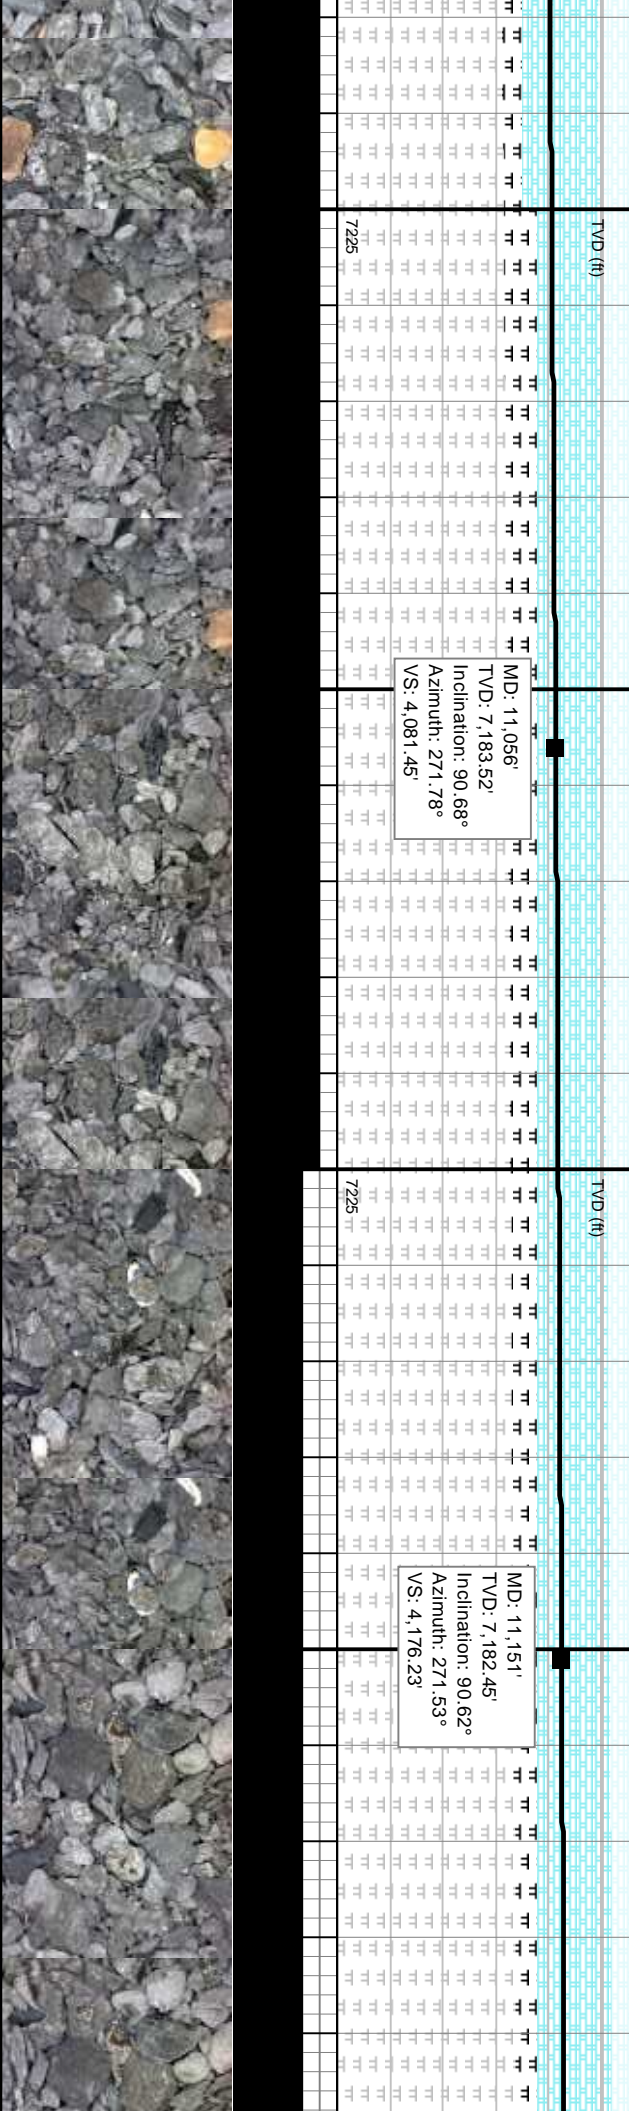 TVD (ft)
7225
MD: 11,056'
TVD: 7,183.52'
Inclination: 90.68°
Azimuth: 271.78°
VS: 4,081.45'
TVD (ft)
7225
MD: 11,151'
TVD: 7,182.45'
Inclination: 90.62°
Azimuth: 271.53°
VS: 4,176.23'